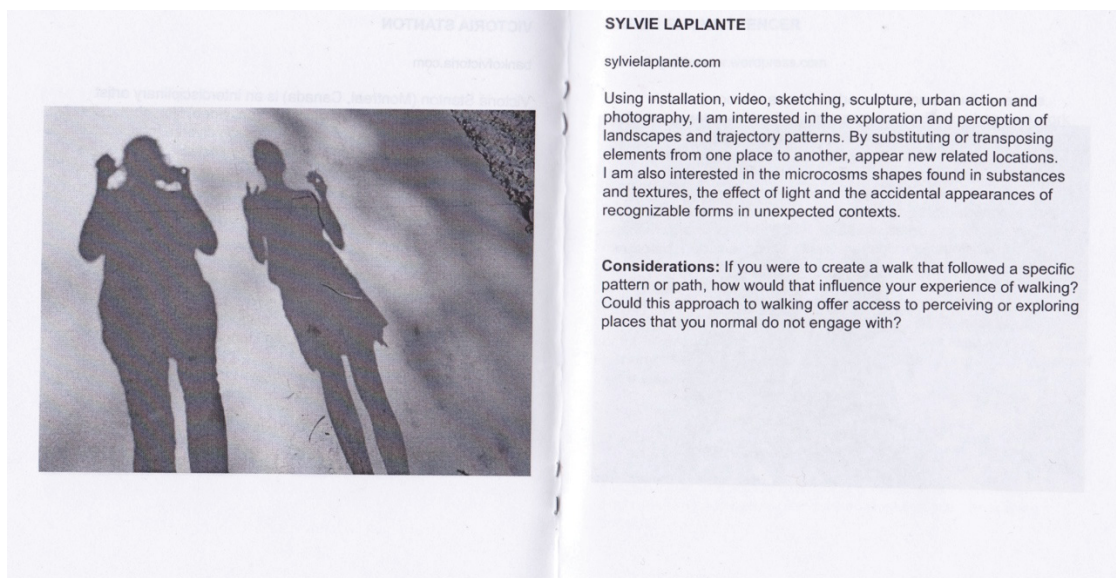 SYLVIE LAPLANTE
sylvielaplante.com
Using installation, video, sketching, sculpture, urban action and
photography, I am interested in the exploration and perception of
landscapes and trajectory patterns. By substituting or transposing
elements from one place to another, appear new related locations.
I am also interested in the microcosms shapes found in substances
and textures, the effect of light and the accidental appearances of
recognizable forms in unexpected contexts.
Considerations: If you were to create a walk that followed a specific
pattern or path, how would that influence your experience of walking?
Could this approach to walking offer access to perceiving or exploring
places that you normal do not engage with?